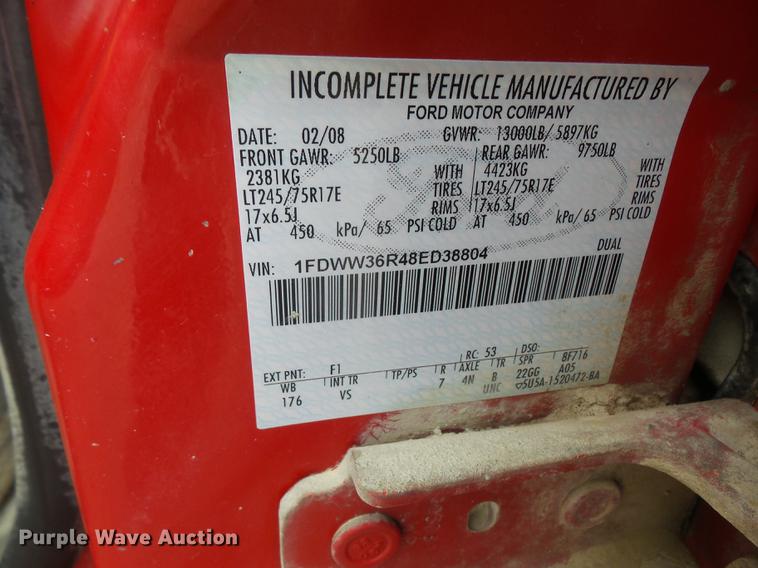 INCOMPLETE VEHICLE MANUFACTURED BY
FORD MOTOR COMPANY
DATE: 02/08 GVWR: 13000LB/ 5897KG
FRONT GAWR: 5250LB REAR GAWR: 9750LB
2381KG WITH 4423KG WITH
LT245/75R17E TIRES LT245/75R17E TIRES
17x6.5J RIMS 17x6.5J RIMS
AT 450 kPa/ 65 PSI COLD AT 450 kPa/ 65 PSI COLD
VIN: 1FDWW36R48ED38804 DUAL
EXT PNT: F1 RC: 53 DSO:
WB INT TR TP/PS R AXLE TR SPR 8F716
176 VS 7 4N B 22GG A05
UNC 5U5A-1520472-BA
Purple Wave Auction